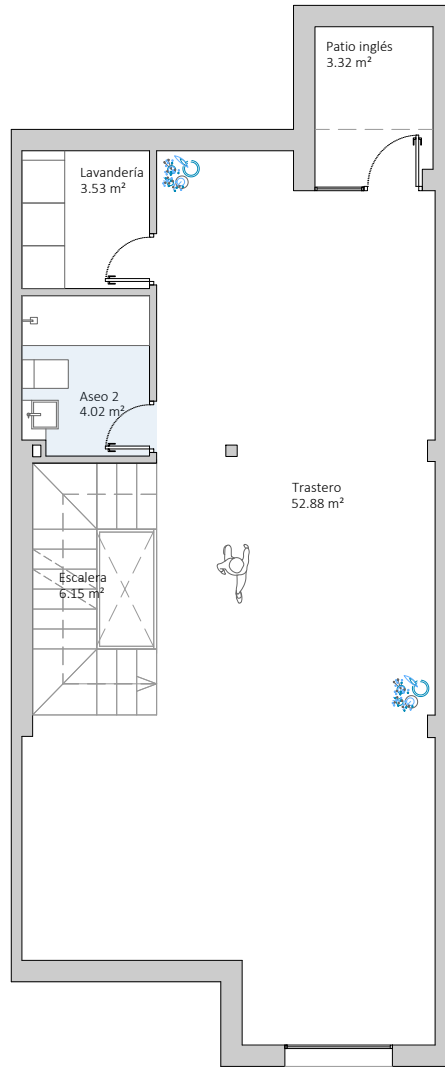 Patio inglés
3.32 m²
Lavandería
3.53 m²
Aseo 2
4.02 m²
Trastero
52.88 m²
Escalera
6.15 m²